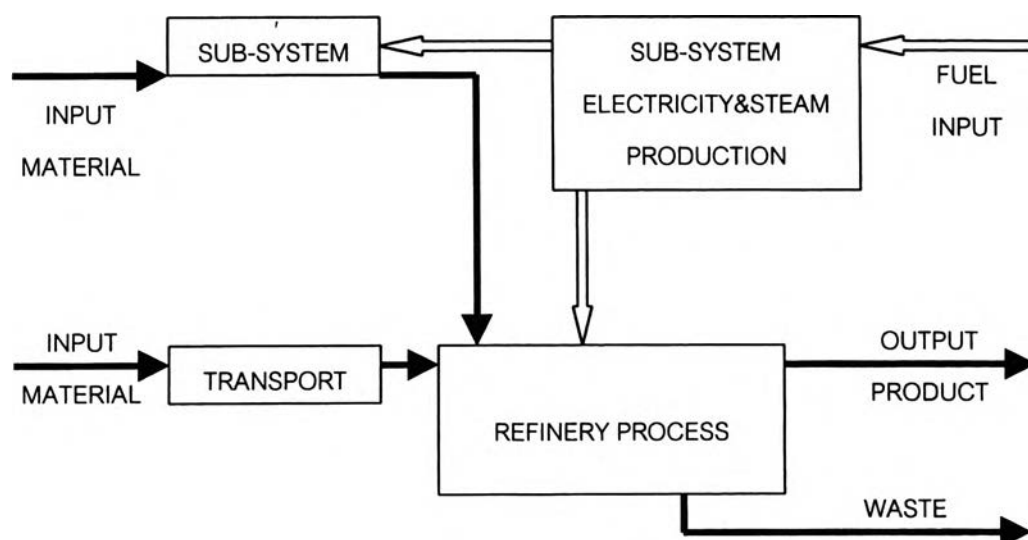 SUB-SYSTEM
SUB-SYSTEM
ELECTRICITY&STEAM
PRODUCTION
FUEL
INPUT
INPUT
MATERIAL
INPUT
MATERIAL
TRANSPORT
REFINERY PROCESS
OUTPUT
PRODUCT
WASTE